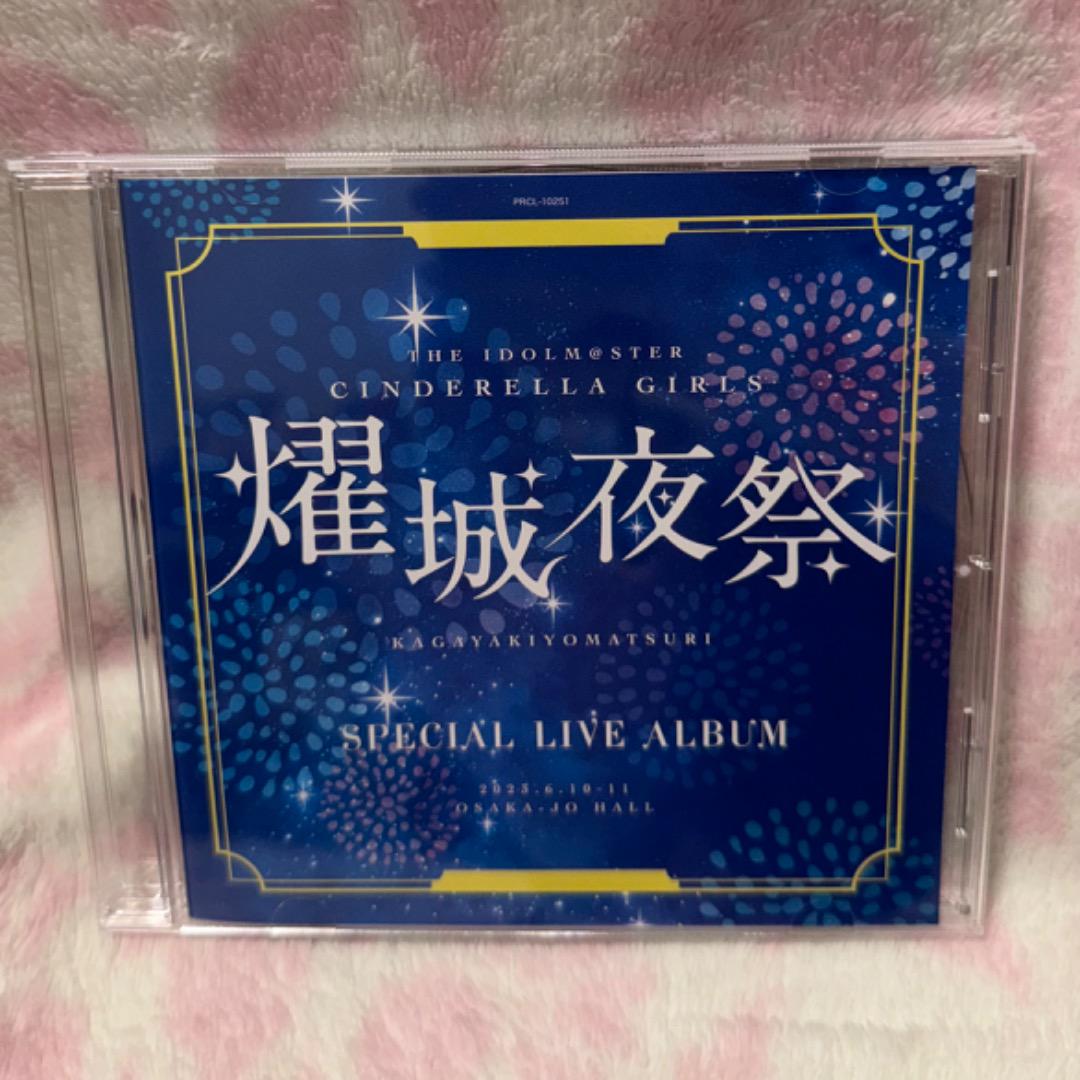 PRCL-10251
THE IDOLM@STER
CINDERELLA GIRLS
燿城夜祭
KAGAYAKIYOMATSURI
SPECIAL LIVE ALBUM
2023.6.10-11
OSAKA-JO HALL